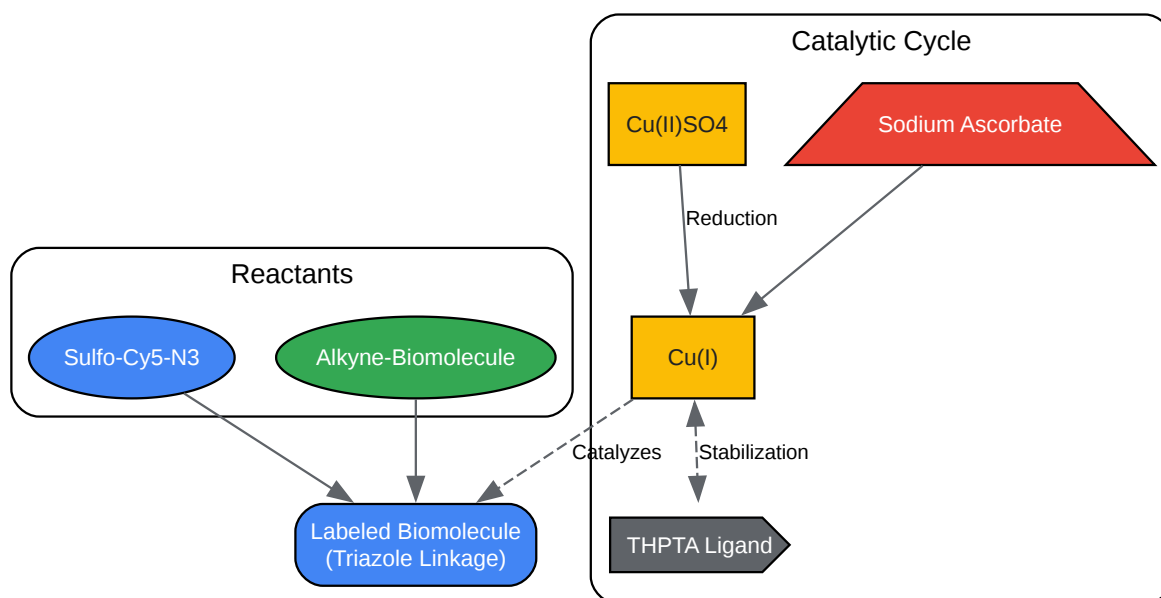 Catalytic Cycle
Cu(II)SO4
Sodium Ascorbate
Reduction
Reactants
Sulfo-Cy5-N3
Alkyne-Biomolecule
Cu(I)
Catalyzes
Stabilization
Labeled Biomolecule
(Triazole Linkage)
THPTA Ligand